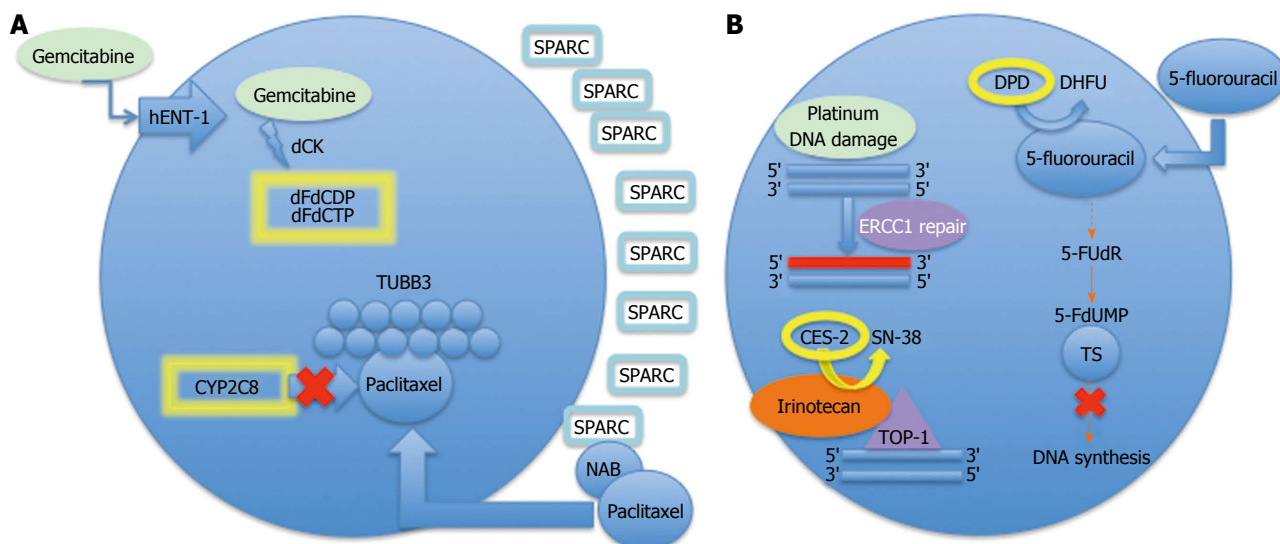 A
Gemcitabine
hENT-1
Gemcitabine
dCK
dFdCDP
dFdCTP
TUBB3
CYP2C8
Paclitaxel
SPARC
SPARC
SPARC
SPARC
SPARC
SPARC
SPARC
SPARC
NAB
Paclitaxel
B
Platinum
DNA damage
5' 3'
3' 5'
ERCC1 repair
5' 3'
3' 5'
CES-2 SN-38
Irinotecan
TOP-1
5' 3'
3' 5'
DPD DHFU
5-fluorouracil
5-fluorouracil
5-FUdR
5-FdUMP
TS
DNA synthesis